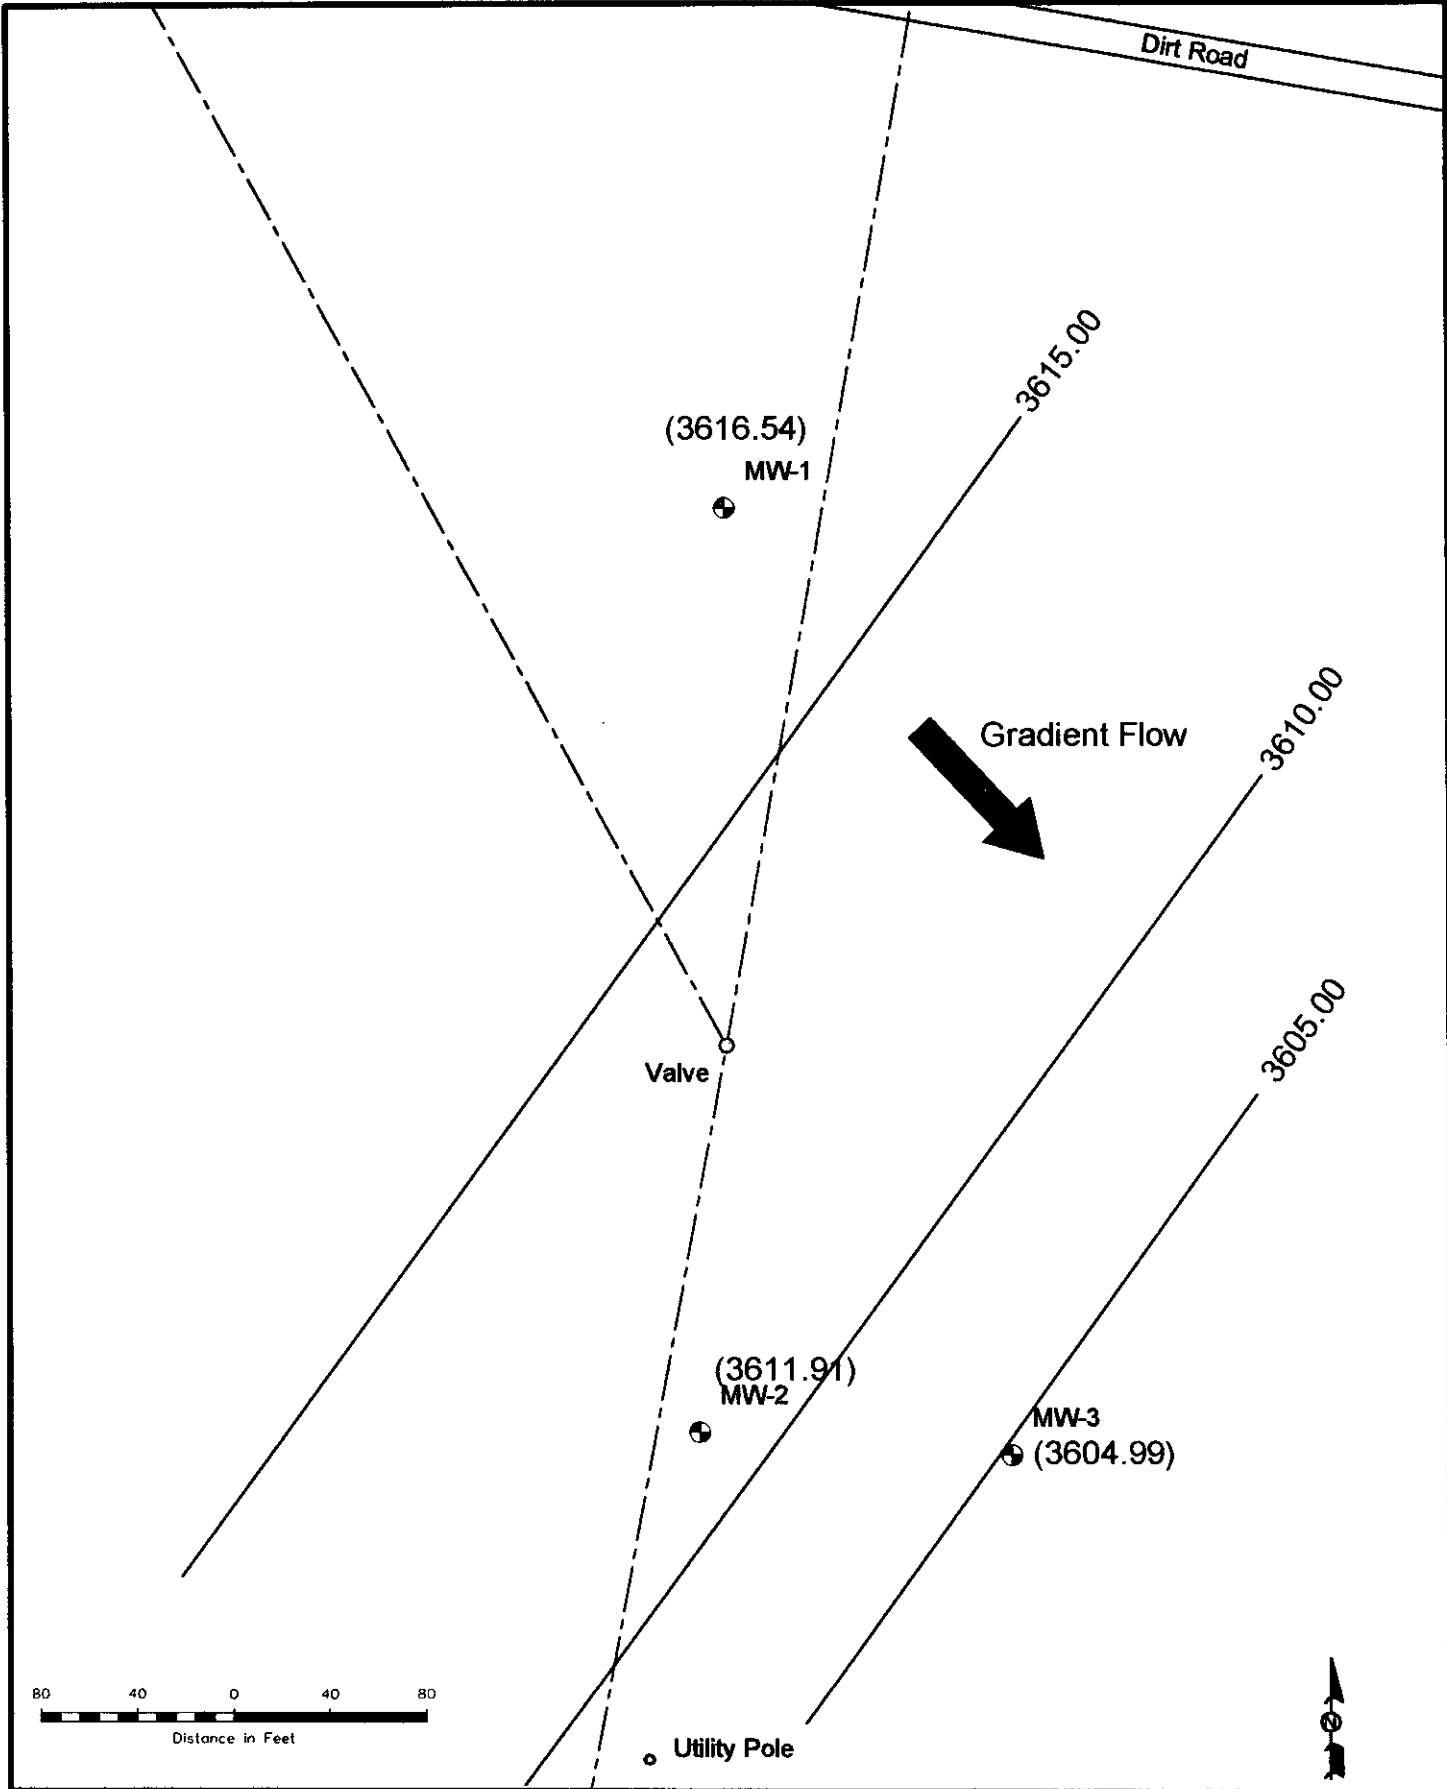 Dirt Road
3615.00
(3616.54)
MW-1
3610.00
Gradient Flow
3605.00
Valve
(3611.91)
MW-2
MW-3
(3604.99)
80 40 0 40 80
Distance in Feet
Utility Pole
N